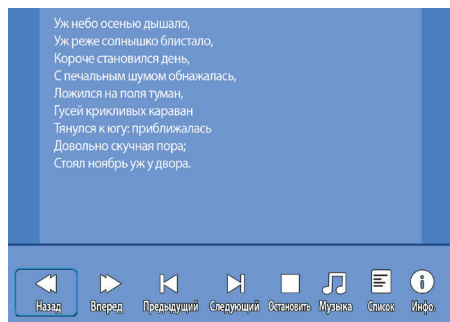 Уж небо осенью дышало,
Уж реже солнышко блистало,
Короче становился день,
С печальным шумом обнажалась,
Ложился на поля туман,
Гусей крикливых караван
Тянулся к югу: приближалась
Довольно скучная пора;
Стоял ноябрь уж у двора.
Назад Вперед Предыдущий Следующий Остановить Музыка Список Инфо.